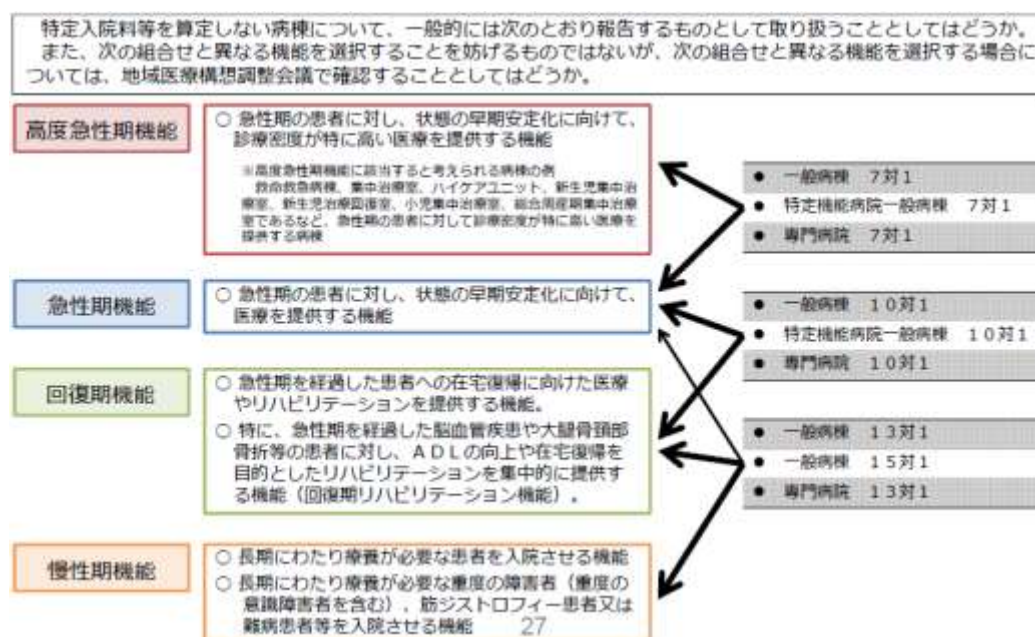 特定入院料等を算定しない病棟について、一般的には次のとおり報告するものとして取り扱うこととしてはどうか。
また、次の組合せと異なる機能を選択することを妨げるものではないが、次の組合せと異なる機能を選択する場合に
ついては、地域医療構想調整会議で確認することとしてはどうか。
高度急性期機能
○ 急性期の患者に対し、状態の早期安定化に向けて、
診療密度が特に高い医療を提供する機能
※高度急性期機能に該当すると考えられる病棟の例
救命救急病棟、集中治療室、ハイケアユニット、新生児集中治
療室、新生児治療回復室、小児集中治療室、総合周産期集中治療
室であるなど、急性期の患者に対して診療密度が特に高い医療を
提供する病棟
● 一般病棟 7対1
● 特定機能病院一般病棟 7対1
● 専門病院 7対1
急性期機能
○ 急性期の患者に対し、状態の早期安定化に向けて、
医療を提供する機能
● 一般病棟 10対1
● 特定機能病院一般病棟 10対1
● 専門病院 10対1
回復期機能
○ 急性期を経過した患者への在宅復帰に向けた医療
やリハビリテーションを提供する機能。
○ 特に、急性期を経過した脳血管疾患や大腿骨頚部
骨折等の患者に対し、ADLの向上や在宅復帰を
目的としたリハビリテーションを集中的に提供す
る機能（回復期リハビリテーション機能）。
● 一般病棟 13対1
● 一般病棟 15対1
● 専門病院 13対1
慢性期機能
○ 長期にわたり療養が必要な患者を入院させる機能
○ 長期にわたり療養が必要な重度の障害者（重度の
意識障害者を含む）、筋ジストロフィー患者又は
難病患者等を入院させる機能
27